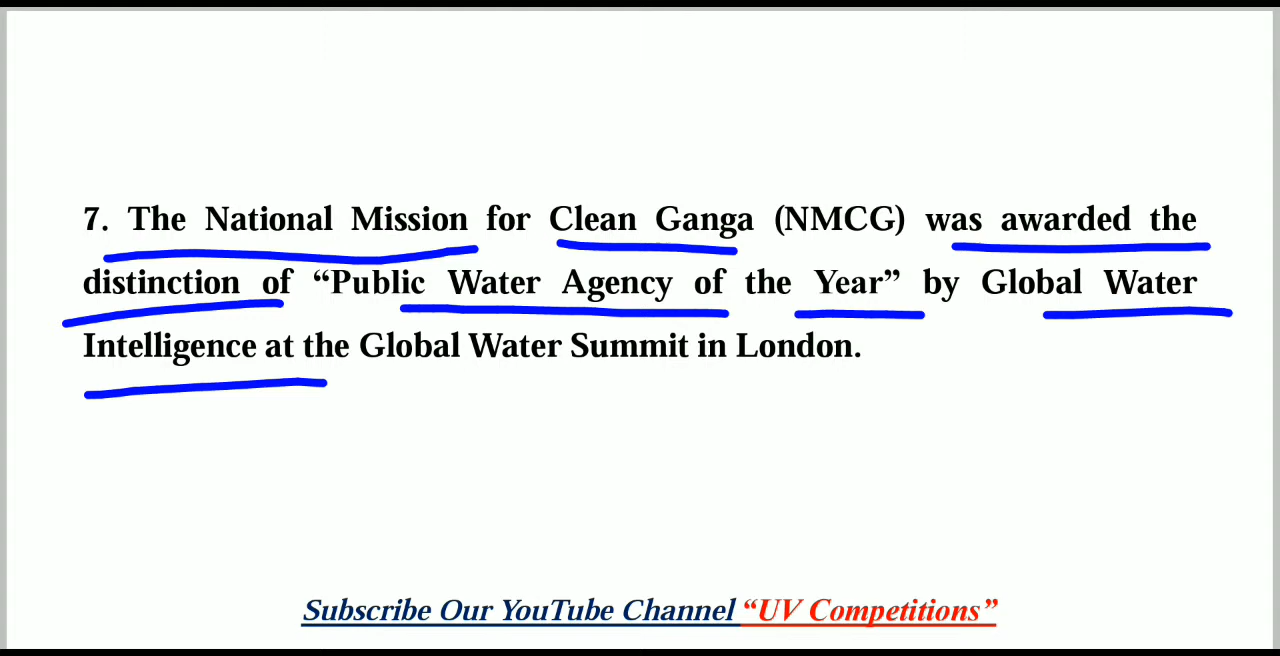 7. The National Mission for Clean Ganga (NMCG) was awarded the
distinction of “Public Water Agency of the Year” by Global Water
Intelligence at the Global Water Summit in London.
Subscribe Our YouTube Channel “UV Competitions”